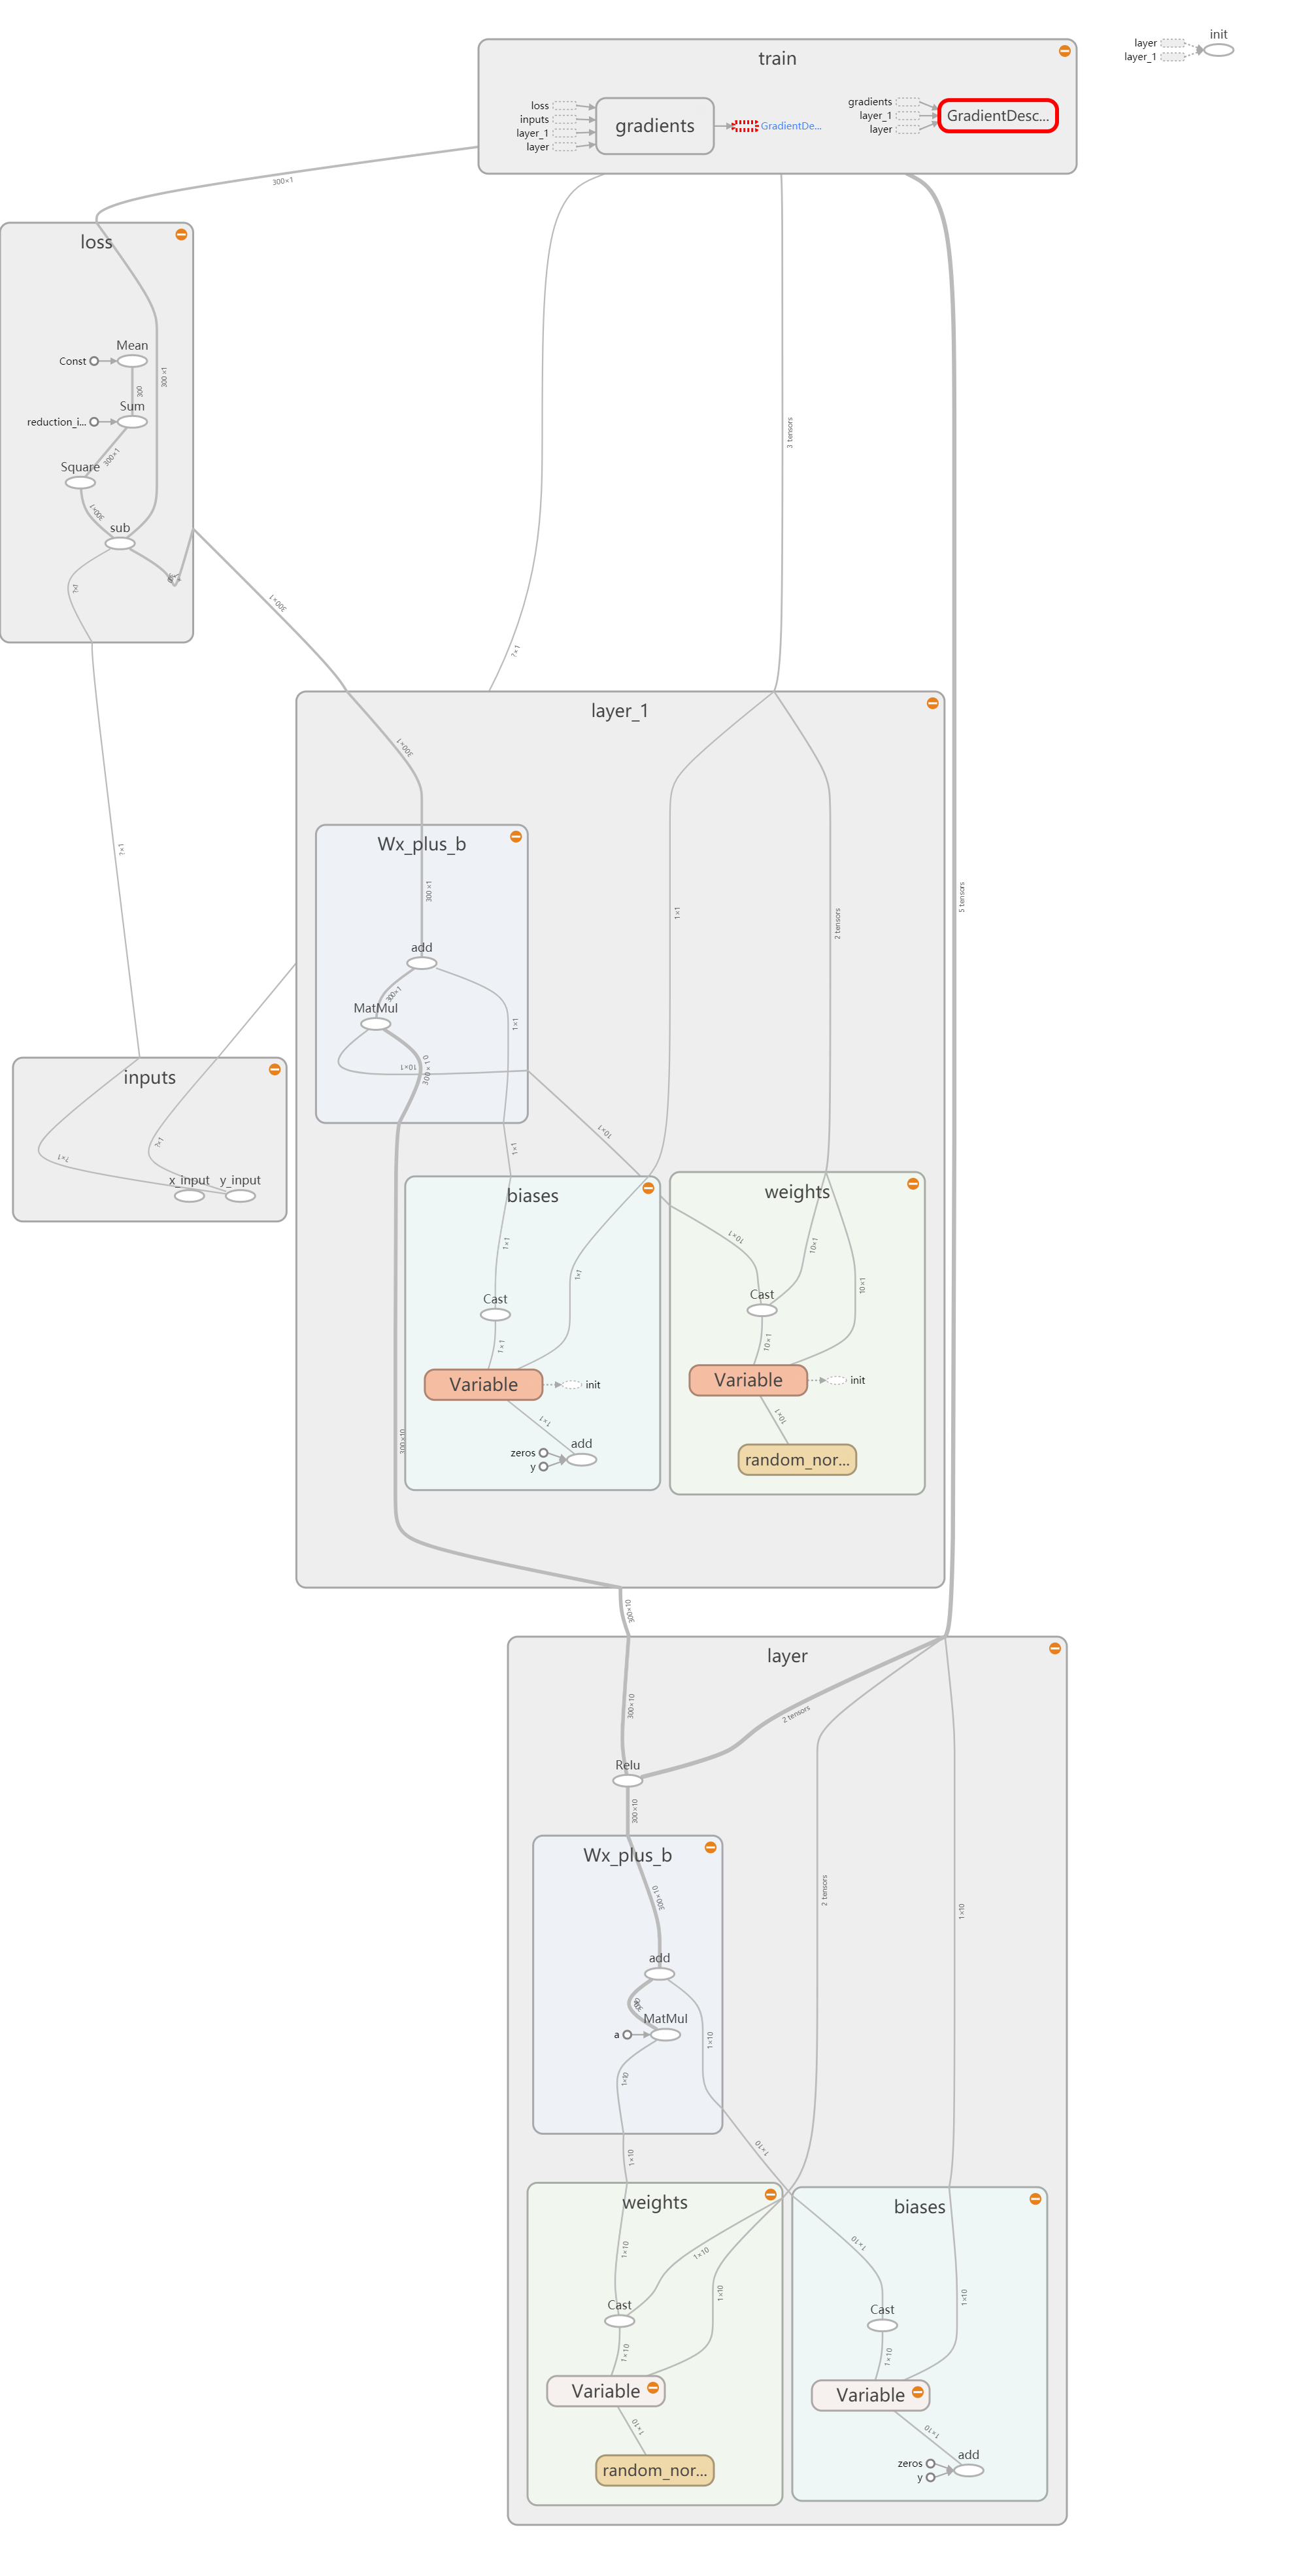 train
init
layer
layer_1
loss
inputs
layer_1
layer
gradients
GradientDe...
gradients
layer_1
layer
GradientDesc...
300×1
loss
Mean
Const
300
300×1
Sum
reduction_i...
300×1
Square
300×1
sub
?×1
3 tensors
300×1
?×1
layer_1
300×1
?×1
Wx_plus_b
300×1
1×1
2 tensors
5 tensors
add
300×1
MatMul
1×1
10×1
300×10
inputs
?×1
?×1
x_input
y_input
10×1
1×1
biases
weights
1×1
1×1
10×1
10×1
10×1
Cast
Cast
1×1
10×1
Variable
init
Variable
init
1×1
10×1
300×10
zeros
y
add
random_nor...
300×10
layer
300×10
2 tensors
Relu
300×10
Wx_plus_b
300×10
2 tensors
1×10
add
MatMul
a
1×10
1×10
1×10
1×10
weights
biases
1×10
1×10
1×10
1×10
1×10
Cast
Cast
1×10
1×10
Variable
Variable
1×10
1×10
zeros
y
add
random_nor...